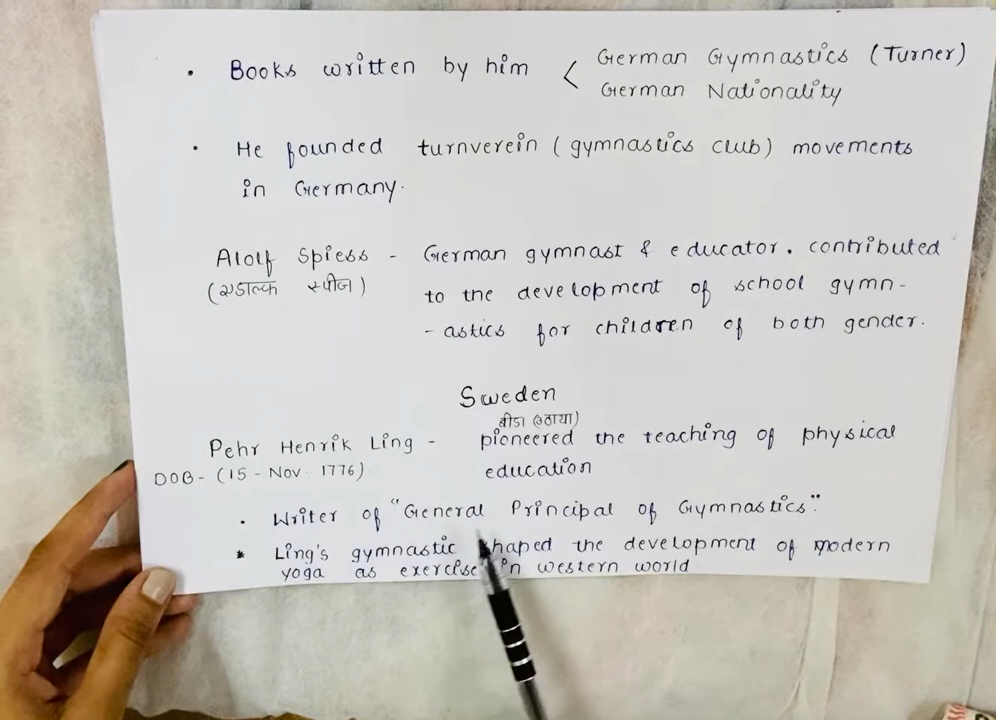 • Books written by him < German Gymnastics (Turner)
German Nationality
• He founded turnverein (gymnastics club) movements
in Germany.
Alolf Spiess - German gymnast & educator. contributed
(एडाल्फ स्पीज) to the development of school gymn-
-astics for children of both gender.
Sweden
बीडा उठाया)
Pehr Henrik Ling - pioneered the teaching of physical
DOB- (15 - Nov. 1776) education
• Writer of "General Principal of Gymnastics".
* Ling's gymnastic shaped the development of modern
yoga as exercise in western world.